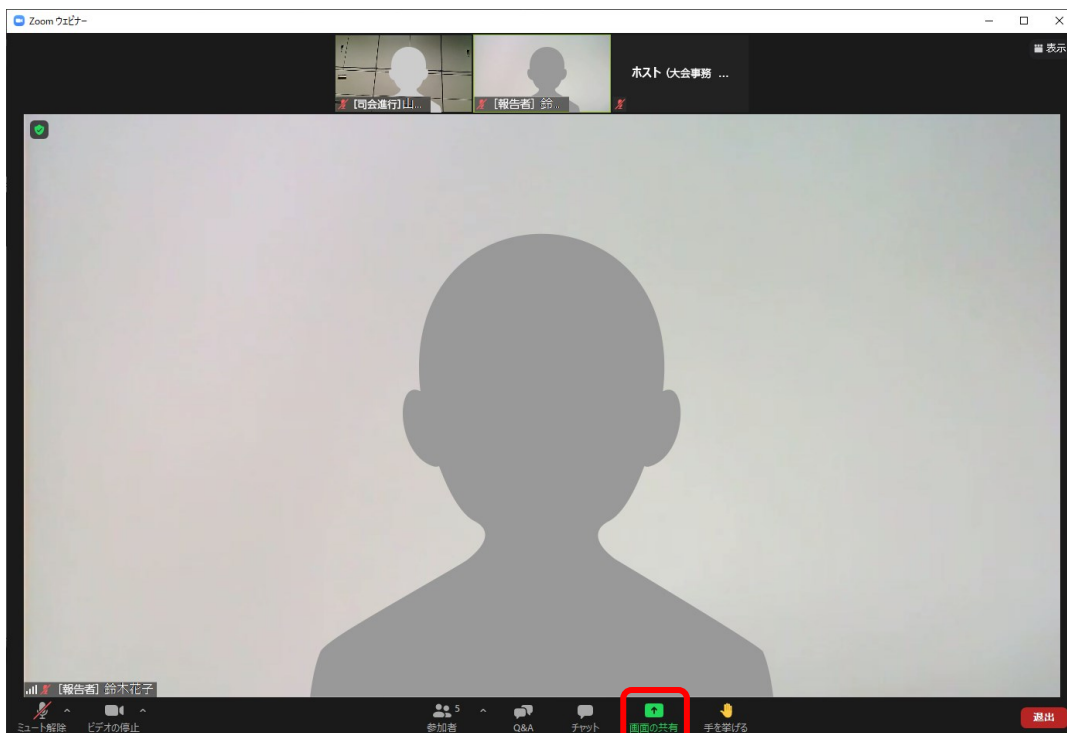 Zoom ウェビナー
表示
[司会進行]山...
[報告者] 鈴...
ホスト (大会事務 ...
[報告者] 鈴木花子
ミュート解除
ビデオの停止
5
参加者
Q&A
チャット
画面の共有
手を挙げる
退出